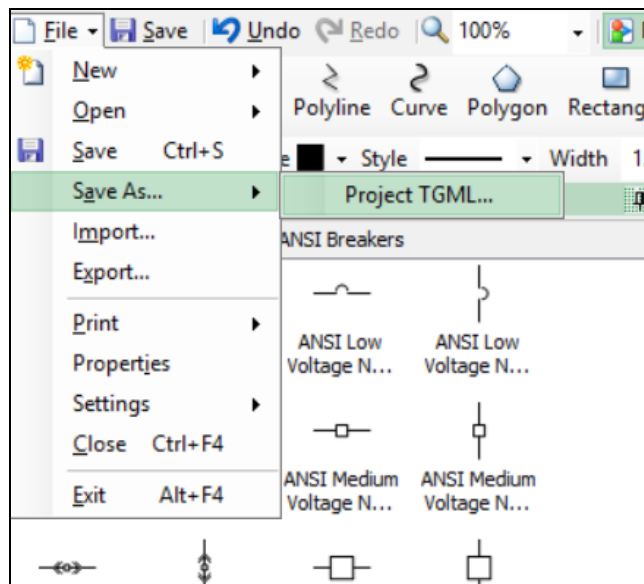 File Save Undo Redo 100%
New
Open
Save Ctrl+S
Save As...
Import...
Export...
Print
Properties
Settings
Close Ctrl+F4
Exit Alt+F4
Project TGML...
Polyline Curve Polygon Rectang
Style Width 1
ANSI Breakers
ANSI Low
Voltage N...
ANSI Low
Voltage N...
ANSI Medium
Voltage N...
ANSI Medium
Voltage N...